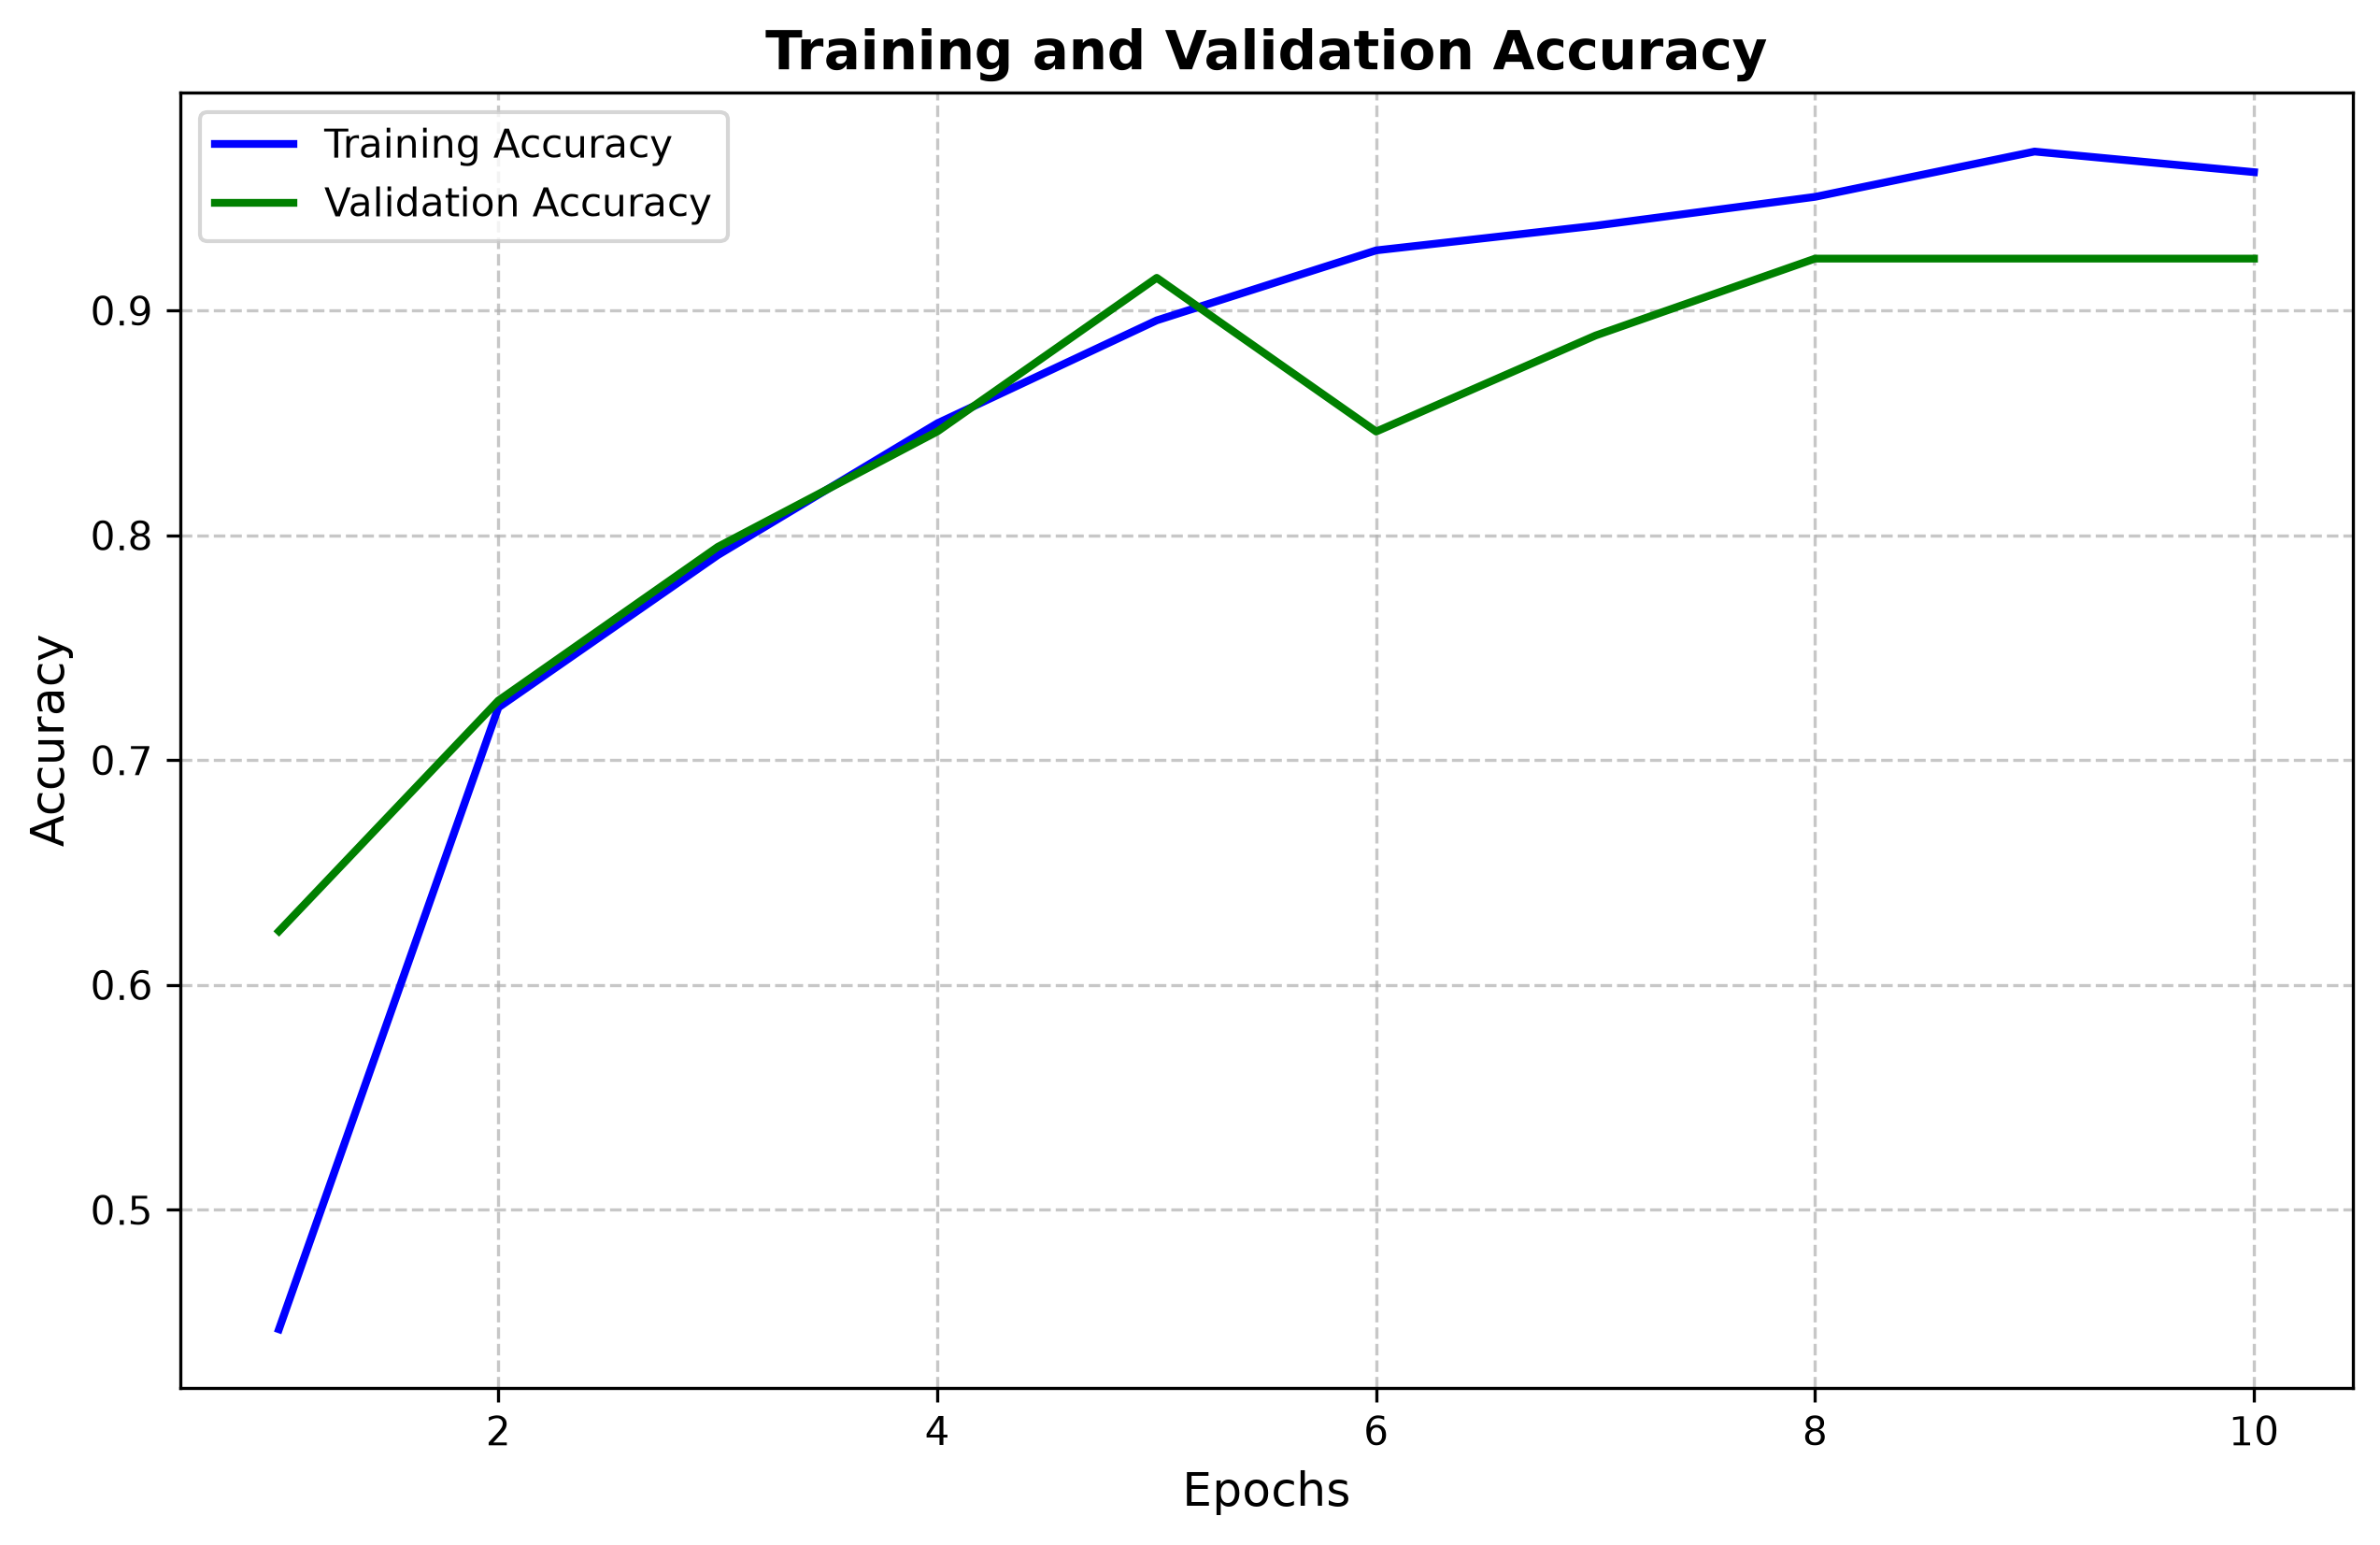 Training and Validation Accuracy
Training Accuracy
Validation Accuracy
Accuracy
0.9
0.8
0.7
0.6
0.5
2 4 6 8 10
Epochs